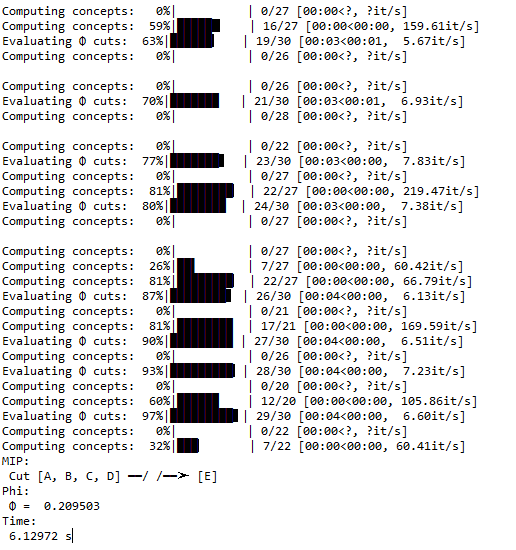 Computing concepts:   0%|          | 0/27 [00:00<?, ?it/s]
Computing concepts:  59%|██████    | 16/27 [00:00<00:00, 159.61it/s]
Evaluating Φ cuts:  63%|██████    | 19/30 [00:03<00:01,  5.67it/s]
Computing concepts:   0%|          | 0/26 [00:00<?, ?it/s]

Computing concepts:   0%|          | 0/26 [00:00<?, ?it/s]
Evaluating Φ cuts:  70%|███████   | 21/30 [00:03<00:01,  6.93it/s]
Computing concepts:   0%|          | 0/28 [00:00<?, ?it/s]

Computing concepts:   0%|          | 0/22 [00:00<?, ?it/s]
Evaluating Φ cuts:  77%|████████  | 23/30 [00:03<00:00,  7.83it/s]
Computing concepts:   0%|          | 0/27 [00:00<?, ?it/s]
Computing concepts:  81%|████████  | 22/27 [00:00<00:00, 219.47it/s]
Evaluating Φ cuts:  80%|████████  | 24/30 [00:03<00:00,  7.38it/s]
Computing concepts:   0%|          | 0/27 [00:00<?, ?it/s]

Computing concepts:   0%|          | 0/27 [00:00<?, ?it/s]
Computing concepts:  26%|███       | 7/27 [00:00<00:00, 60.42it/s]
Computing concepts:  81%|████████  | 22/27 [00:00<00:00, 66.79it/s]
Evaluating Φ cuts:  87%|█████████ | 26/30 [00:04<00:00,  6.13it/s]
Computing concepts:   0%|          | 0/21 [00:00<?, ?it/s]
Computing concepts:  81%|████████  | 17/21 [00:00<00:00, 169.59it/s]
Evaluating Φ cuts:  90%|█████████ | 27/30 [00:04<00:00,  6.51it/s]
Computing concepts:   0%|          | 0/26 [00:00<?, ?it/s]
Evaluating Φ cuts:  93%|█████████ | 28/30 [00:04<00:00,  7.23it/s]
Computing concepts:   0%|          | 0/20 [00:00<?, ?it/s]
Computing concepts:  60%|██████    | 12/20 [00:00<00:00, 105.86it/s]
Evaluating Φ cuts:  97%|██████████| 29/30 [00:04<00:00,  6.60it/s]
Computing concepts:   0%|          | 0/22 [00:00<?, ?it/s]
Computing concepts:  32%|███       | 7/22 [00:00<00:00, 60.41it/s]
MIP:
 Cut [A, B, C, D] ━━/ /━━➤ [E]
Phi:
 Φ =  0.209503
Time:
 6.12972 s